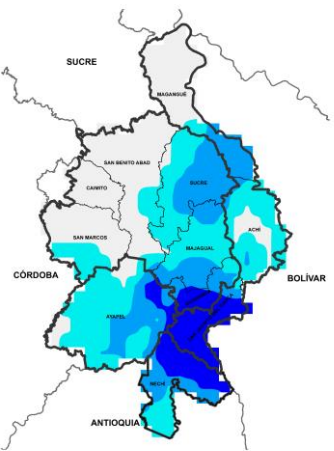 SUCRE
MAGANGUÉ
SAN BENITO ABAD
SUCRE
CAIMITO
ACHÍ
SAN MARCOS
MAJAGUAL
CÓRDOBA
BOLÍVAR
AYAPEL
NECHÍ
ANTIOQUIA